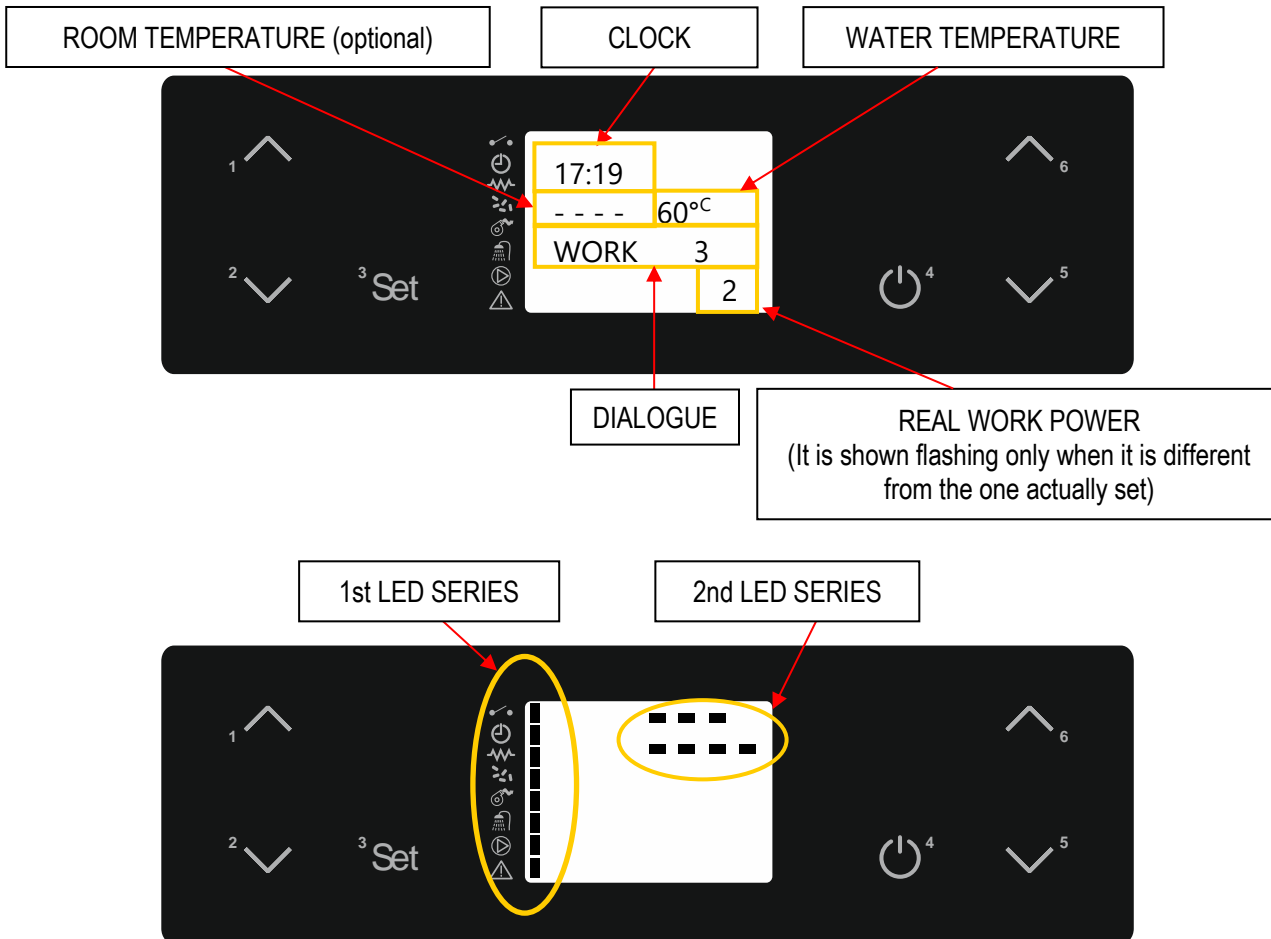 ROOM TEMPERATURE (optional)
CLOCK
WATER TEMPERATURE
1
6
17:19
- - - - 60°C
WORK 3
2
2
3 Set
4
5
DIALOGUE
REAL WORK POWER
(It is shown flashing only when it is different
from the one actually set)
1st LED SERIES
2nd LED SERIES
1
6
2
3 Set
4
5